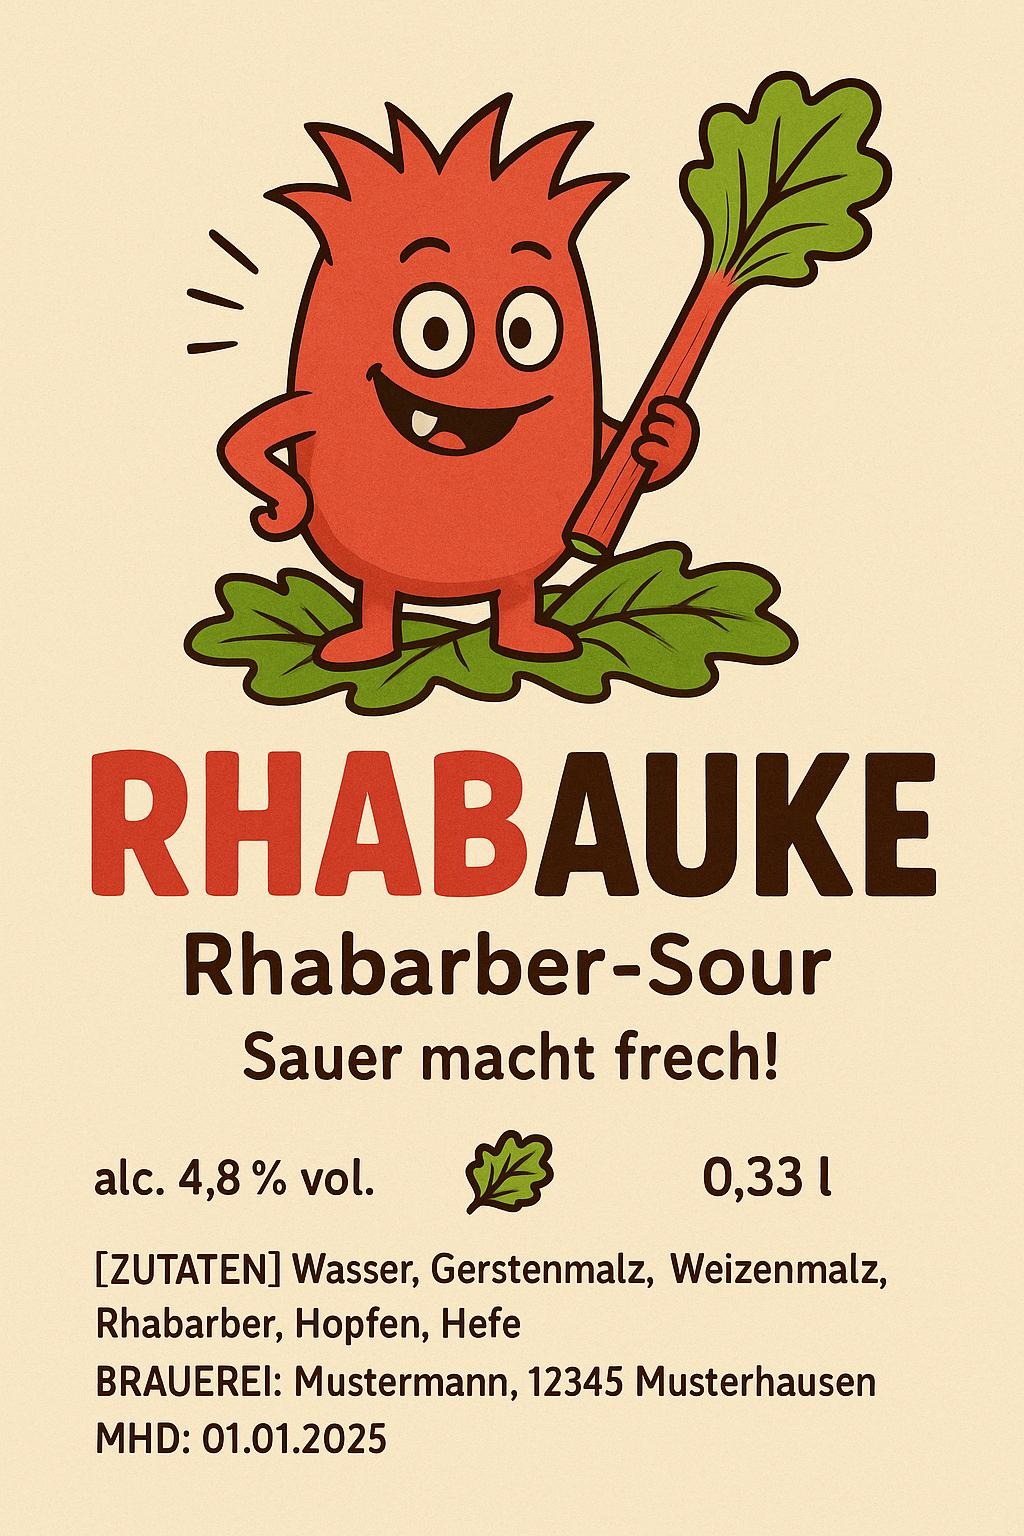 RHABAUKE
Rhabarber-Sour
Sauer macht frech!
alc. 4,8 % vol.
0,33 l
[ZUTATEN] Wasser, Gerstenmalz, Weizenmalz,
Rhabarber, Hopfen, Hefe
BRAUEREI: Mustermann, 12345 Musterhausen
MHD: 01.01.2025